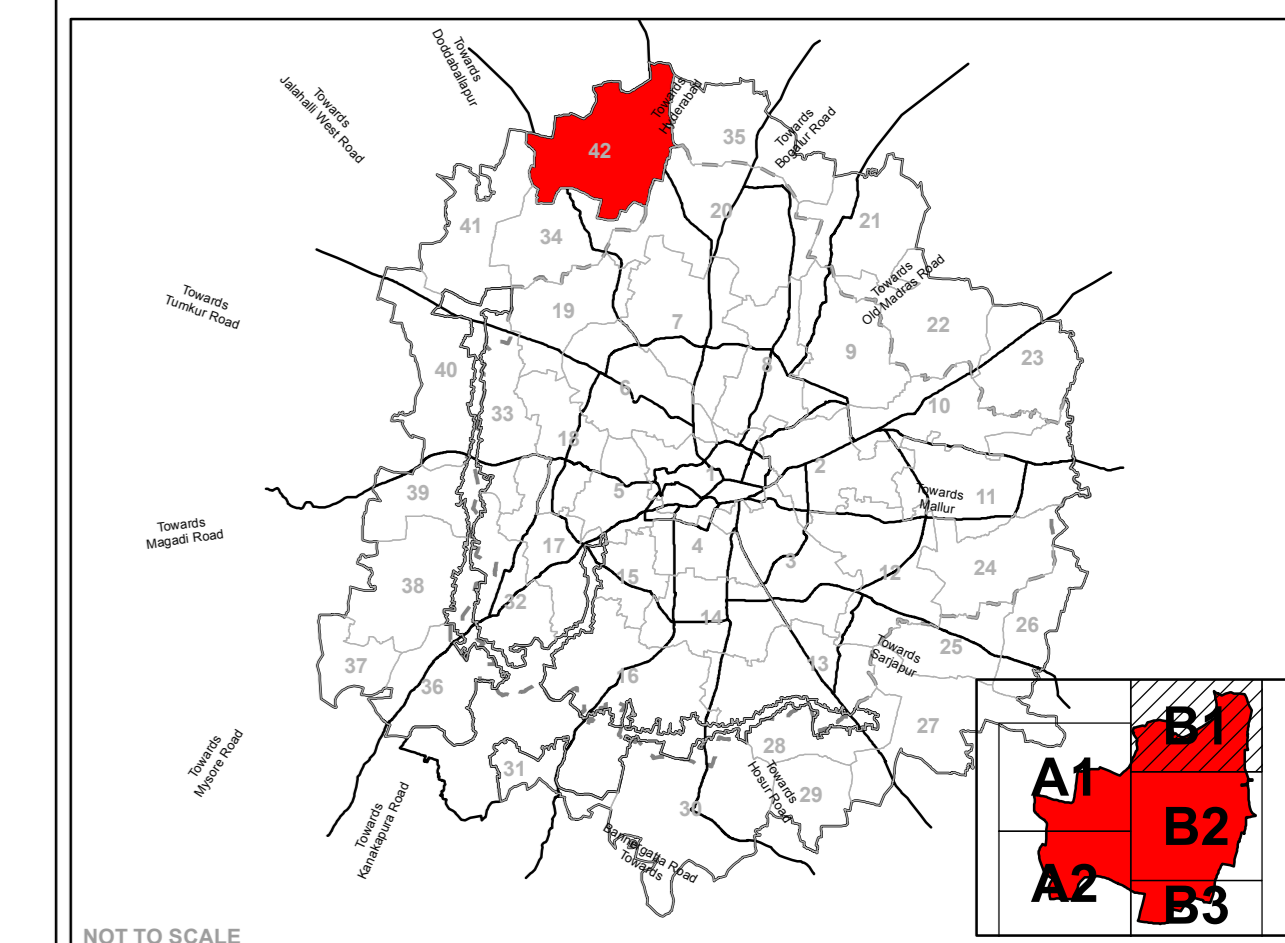 Towards
Doddaballapur
Towards
Jalahalli West Road
Towards
Hyderabad
35
Towards
Bogalur Road
42
20
21
41
34
Towards
Old Madras Road
Towards
Tumkur Road
19
7
22
9
23
8
40
6
10
33
18
1
2
39
5
11
Towards
Mallur
Towards
Magadi Road
17
4
3
12
24
15
38
32
14
26
Towards
Sarjapur
25
37
36
16
13
27
28
Towards
Mysore Road
31
Towards
Hosur Road
29
30
Towards
Kanakapura Road
Bannergatta Road
Towards
B1
A1
B2
A2
B3
NOT TO SCALE